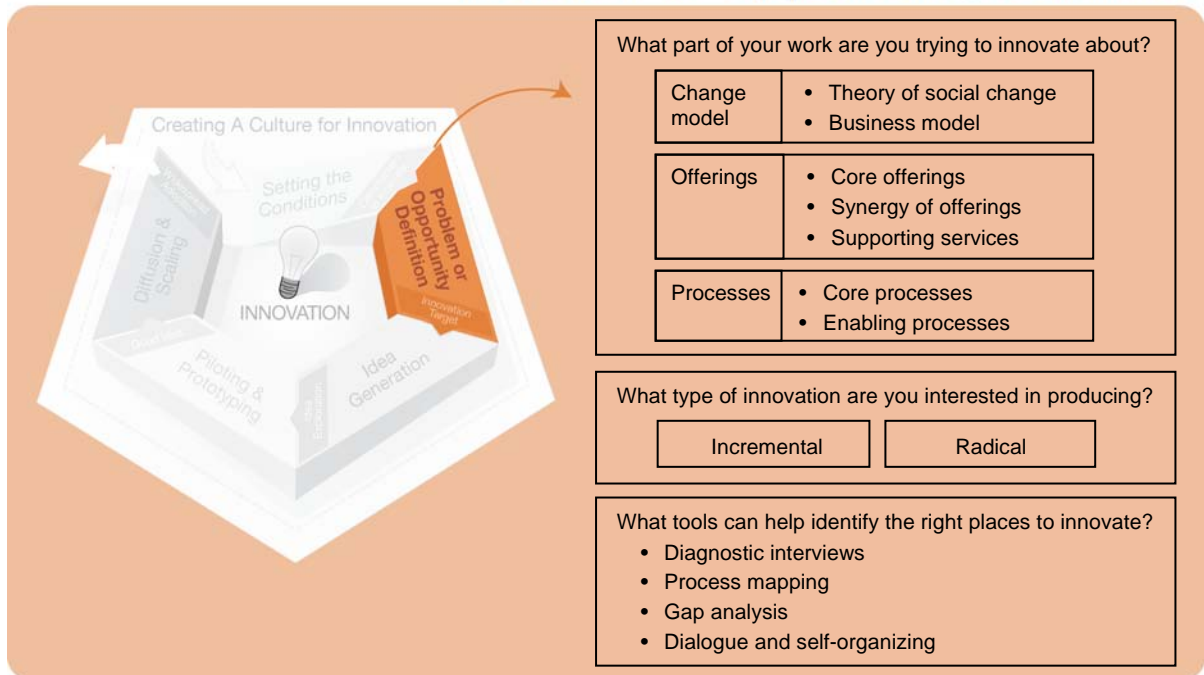 Creating A Culture for Innovation
Setting the
Conditions
Problem or
Opportunity
Definition
Innovation
Target
Idea
Generation
Piloting &
Prototyping
Diffusion &
Scaling
INNOVATION
What part of your work are you trying to innovate about?
Change
model
• Theory of social change
• Business model
Offerings
• Core offerings
• Synergy of offerings
• Supporting services
Processes
• Core processes
• Enabling processes
What type of innovation are you interested in producing?
Incremental
Radical
What tools can help identify the right places to innovate?
• Diagnostic interviews
• Process mapping
• Gap analysis
• Dialogue and self-organizing